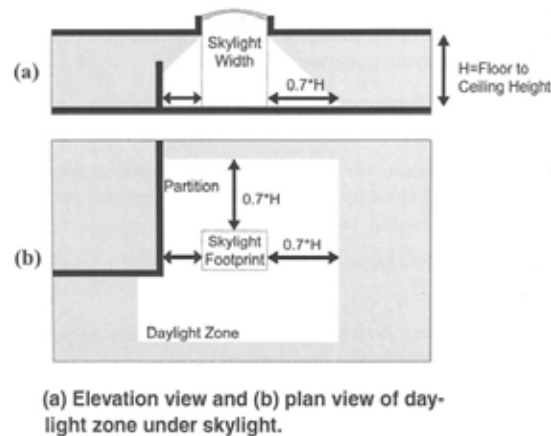 (a)
Skylight
Width
0.7*H
H=Floor to
Ceiling Height
(b)
Partition
0.7*H
Skylight
Footprint
0.7*H
Daylight Zone
(a) Elevation view and (b) plan view of day-
light zone under skylight.